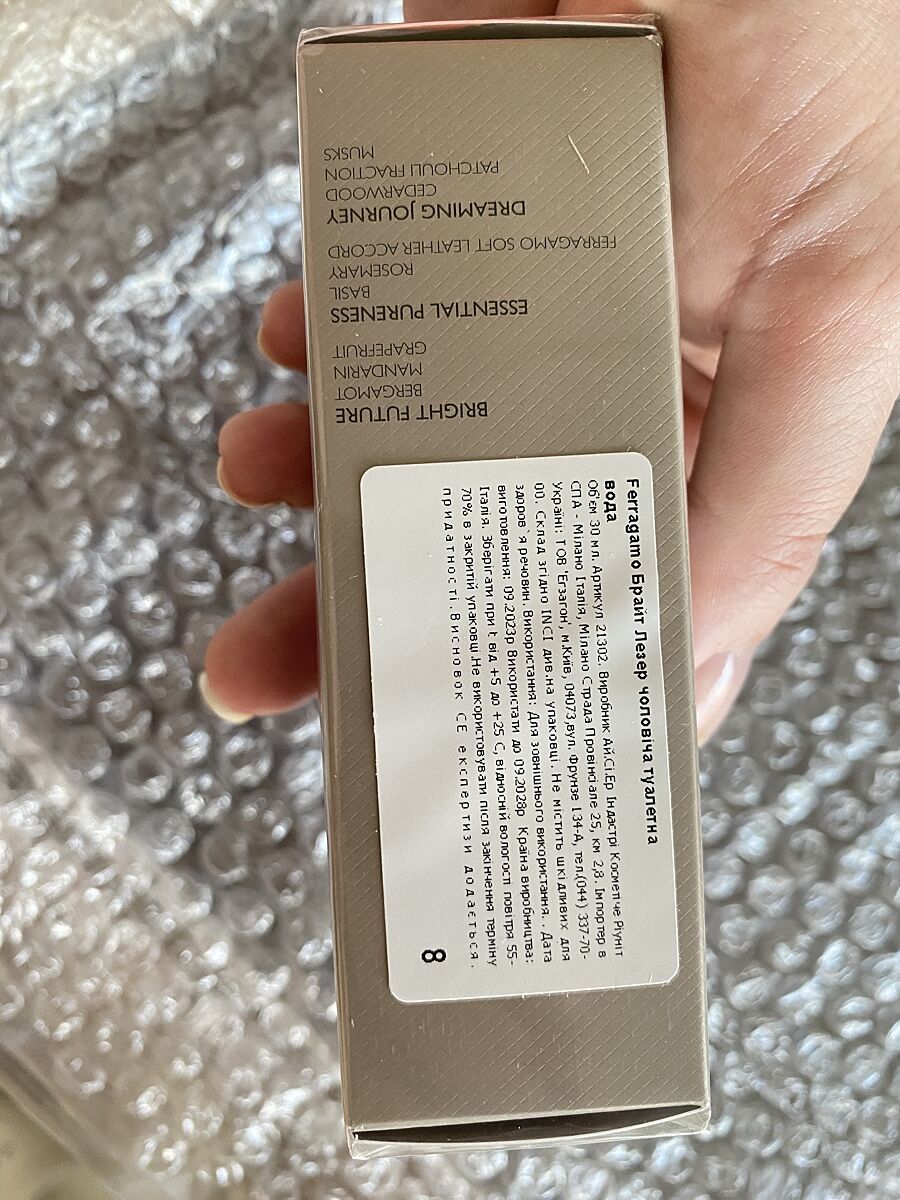 BRIGHT FUTURE
BERGAMOT
MANDARIN
GRAPEFRUIT
ESSENTIAL PURENESS
BASIL
ROSEMARY
FERRAGAMO SOFT LEATHER ACCORD
DREAMING JOURNEY
CEDARWOOD
PATCHOULI FRACTION
MUSKS
Ferragamo Брайт Лезер чоловіча туалетна
вода
Об'єм 30 мл. Артикул 21302. Виробник Ай.Сі.Ер Індастрі Косметіче Ріуніт
СПА - Мілано Італія, Мілано Страда Провінсіале 25, км 2,8. Імпортер в
Україні: ТОВ 'Егзагон', м.Київ, 04073,вул. Фрунзе 134-А, тел.(044) 337-70-
00. Склад згідно INCI див.на упаковці. Не містить шкідливих для
здоров`я речовин. Використання: Для зовнішнього використання. . Дата
виготовлення: 09.2023р Використати до 09.2028р Країна виробництва:
Італія. Зберігати при t від +5 до +25 С, відносній вологості повітря 55-
70% в закритій упаковці.Не використовувати після закінчення терміну
придатності.Висновок СЕ експертизи додається.
8